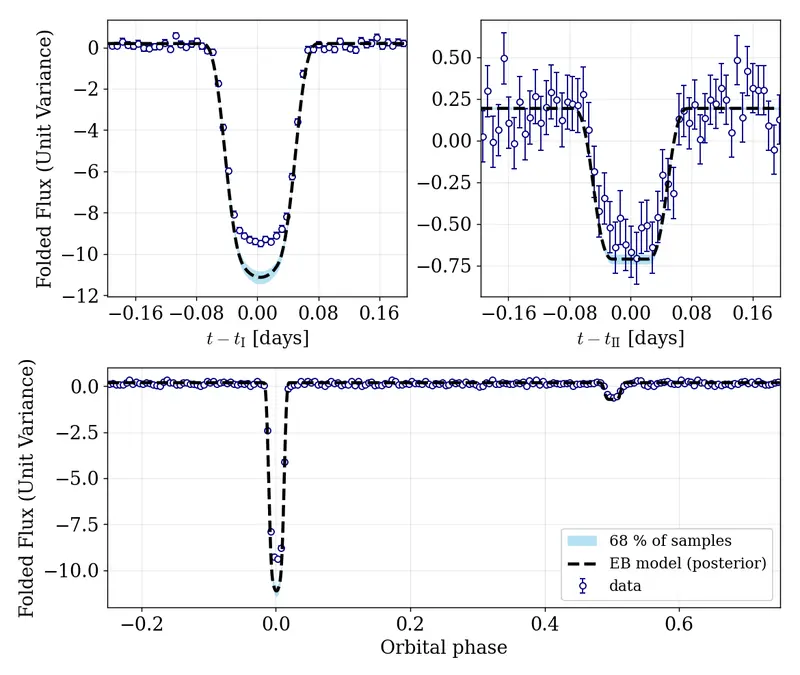 Folded Flux (Unit Variance)
0
−2
−4
−6
−8
−10
−12
−0.16 −0.08 0.00 0.08 0.16
t − t_I [days]
0.50
0.25
0.00
−0.25
−0.50
−0.75
−0.16 −0.08 0.00 0.08 0.16
t − t_II [days]
Folded Flux (Unit Variance)
0.0
−2.5
−5.0
−7.5
−10.0
68 % of samples
EB model (posterior)
data
−0.2 0.0 0.2 0.4 0.6
Orbital phase